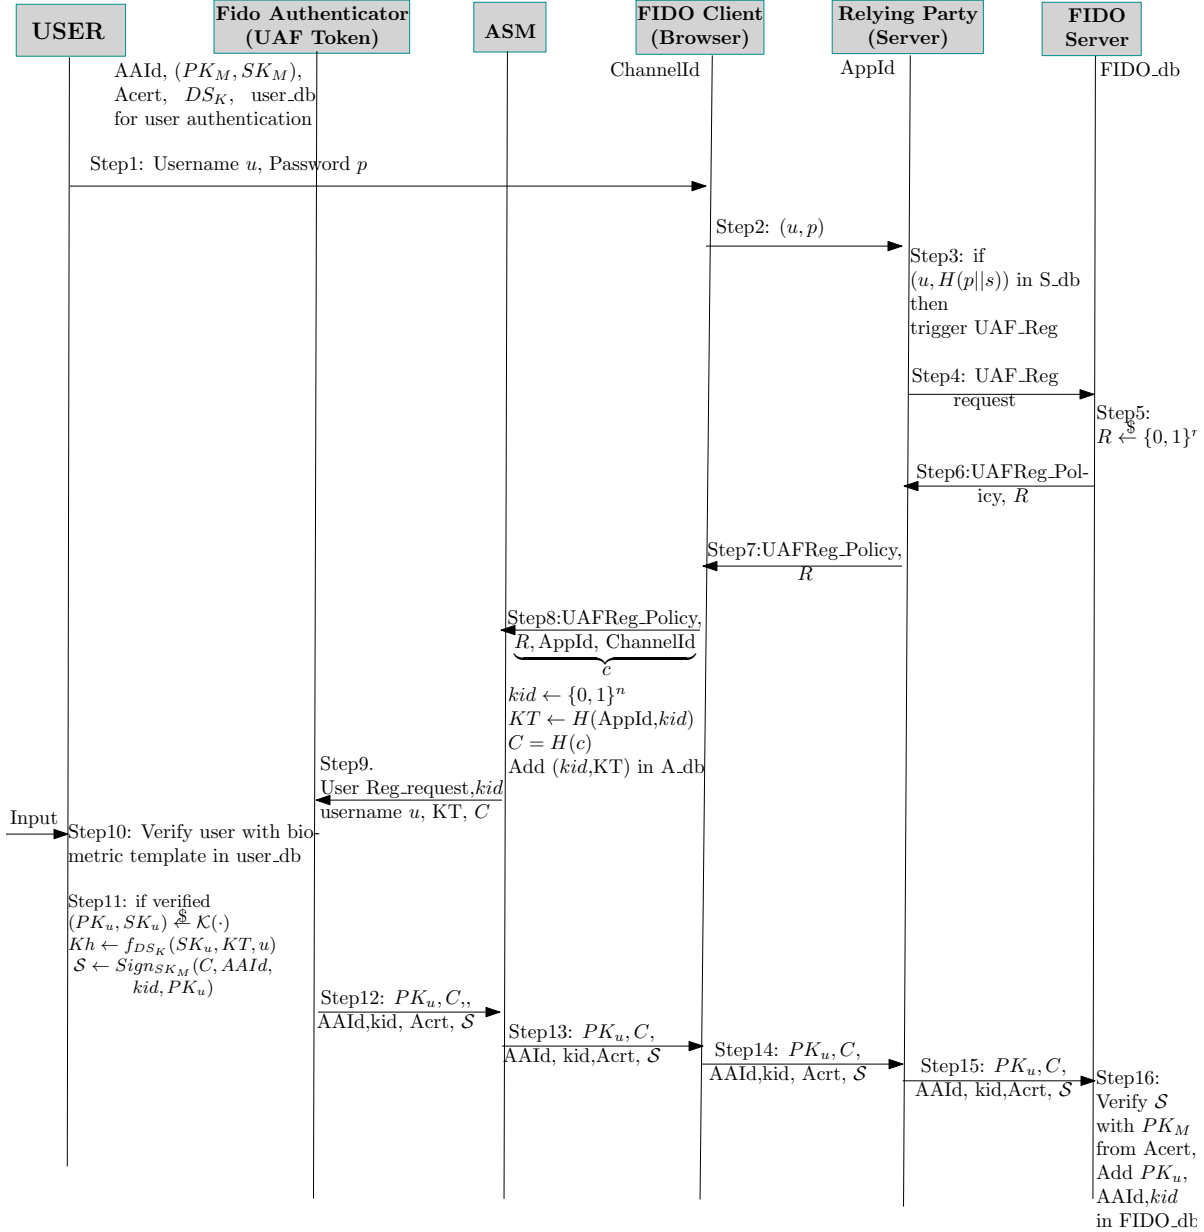 USER
Fido Authenticator
(UAF Token)
ASM
FIDO Client
(Browser)
Relying Party
(Server)
FIDO
Server
AAId, (PK_M, SK_M),
Acert, DS_K, user_db
for user authentication
ChannelId
AppId
FIDO_db
Step1: Username u, Password p
Step2: (u, p)
Step3: if
(u, H(p||s)) in S_db
then
trigger UAF_Reg
Step4: UAF_Reg
request
Step5:
R ←$ {0, 1}^n
Step6:UAFReg_Pol-
icy, R
Step7:UAFReg_Policy,
R
Step8:UAFReg_Policy,
R, AppId, ChannelId
c
kid ← {0, 1}^n
KT ← H(AppId,kid)
C = H(c)
Add (kid,KT) in A_db
Step9.
User Reg_request,kid
username u, KT, C
Input
Step10: Verify user with bio-
metric template in user_db
Step11: if verified
(PK_u, SK_u) ←$ K(·)
Kh ← f_{DS_K}(SK_u, KT, u)
S ← Sign_{SK_M}(C, AAId,
kid, PK_u)
Step12: PK_u, C,,
AAId,kid, Acrt, S
Step13: PK_u, C,
AAId, kid,Acrt, S
Step14: PK_u, C,
AAId,kid, Acrt, S
Step15: PK_u, C,
AAId, kid,Acrt, S
Step16:
Verify S
with PK_M
from Acert,
Add PK_u,
AAId,kid
in FIDO_db